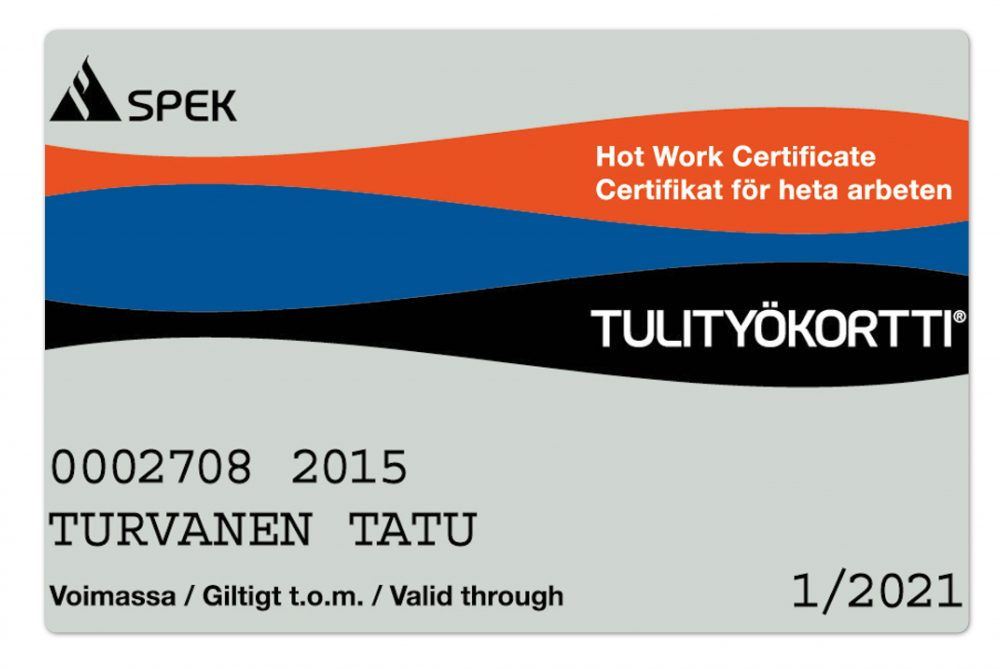 SPEK
Hot Work Certificate
Certifikat för heta arbeten
TULITYÖKORTTI®
0002708 2015
TURVANEN TATU
Voimassa / Giltigt t.o.m. / Valid through
1/2021